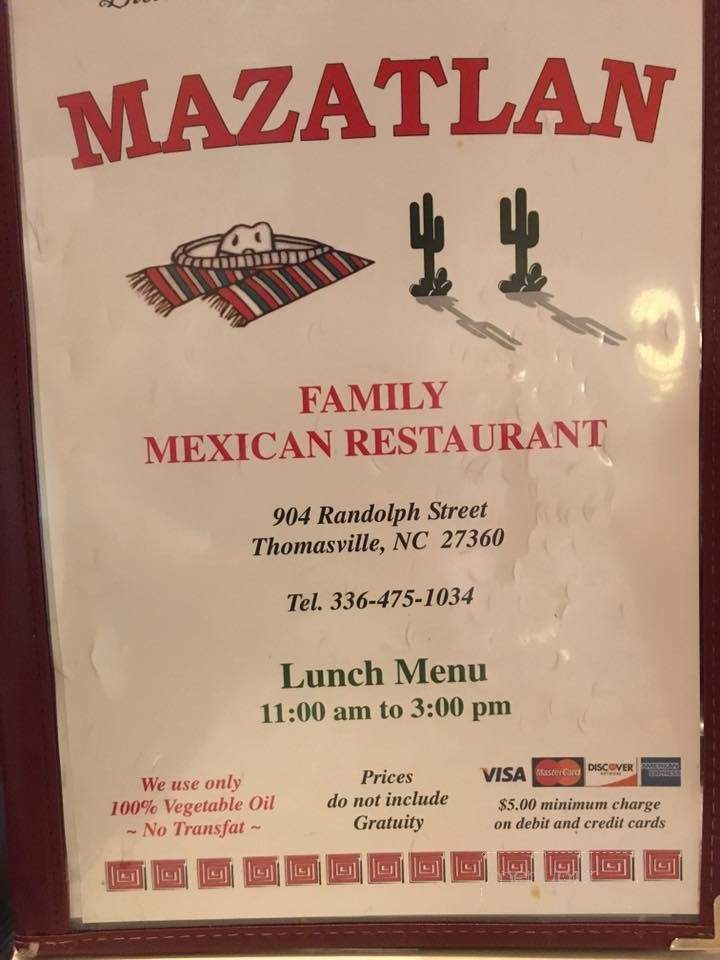 MAZATLAN
FAMILY
MEXICAN RESTAURANT
904 Randolph Street
Thomasville, NC 27360
Tel. 336-475-1034
Lunch Menu
11:00 am to 3:00 pm
We use only
100% Vegetable Oil
~ No Transfat ~
Prices
do not include
Gratuity
VISA MasterCard DISCOVER AMERICAN EXPRESS
$5.00 minimum charge
on debit and credit cards